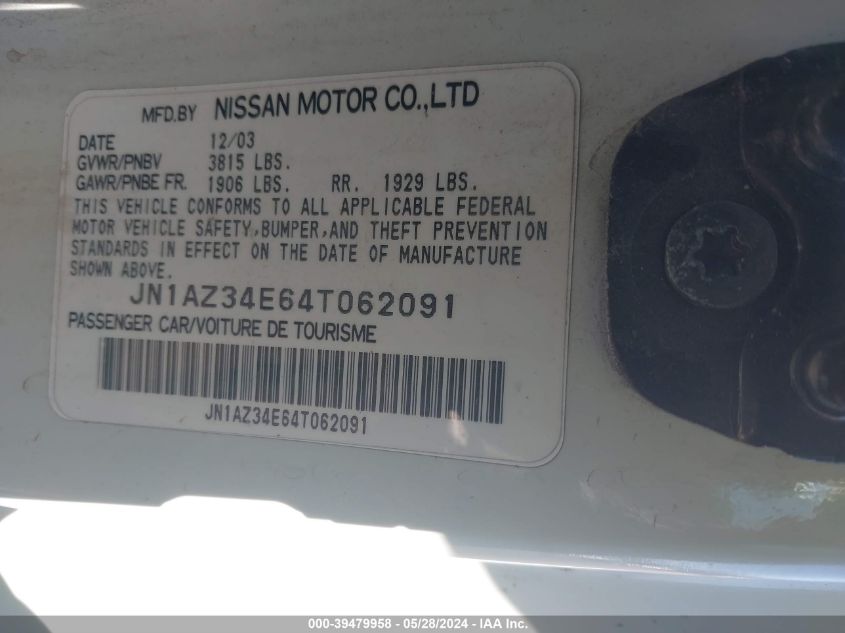 MFD.BY NISSAN MOTOR CO.,LTD
DATE 12/03
GVWR/PNBV 3815 LBS.
GAWR/PNBE FR. 1906 LBS. RR. 1929 LBS.
THIS VEHICLE CONFORMS TO ALL APPLICABLE FEDERAL
MOTOR VEHICLE SAFETY,BUMPER,AND THEFT PREVENTION
STANDARDS IN EFFECT ON THE DATE OF MANUFACTURE
SHOWN ABOVE.
JN1AZ34E64T062091
PASSENGER CAR/VOITURE DE TOURISME
JN1AZ34E64T062091
000-39479958 - 05/28/2024 - IAAI Inc.